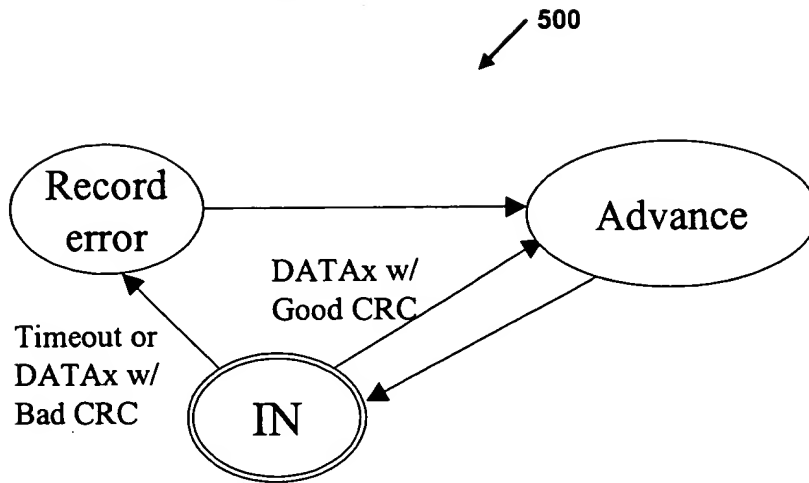 500
Record
error
Advance
DATAx w/
Good CRC
Timeout or
DATAx w/
Bad CRC
IN